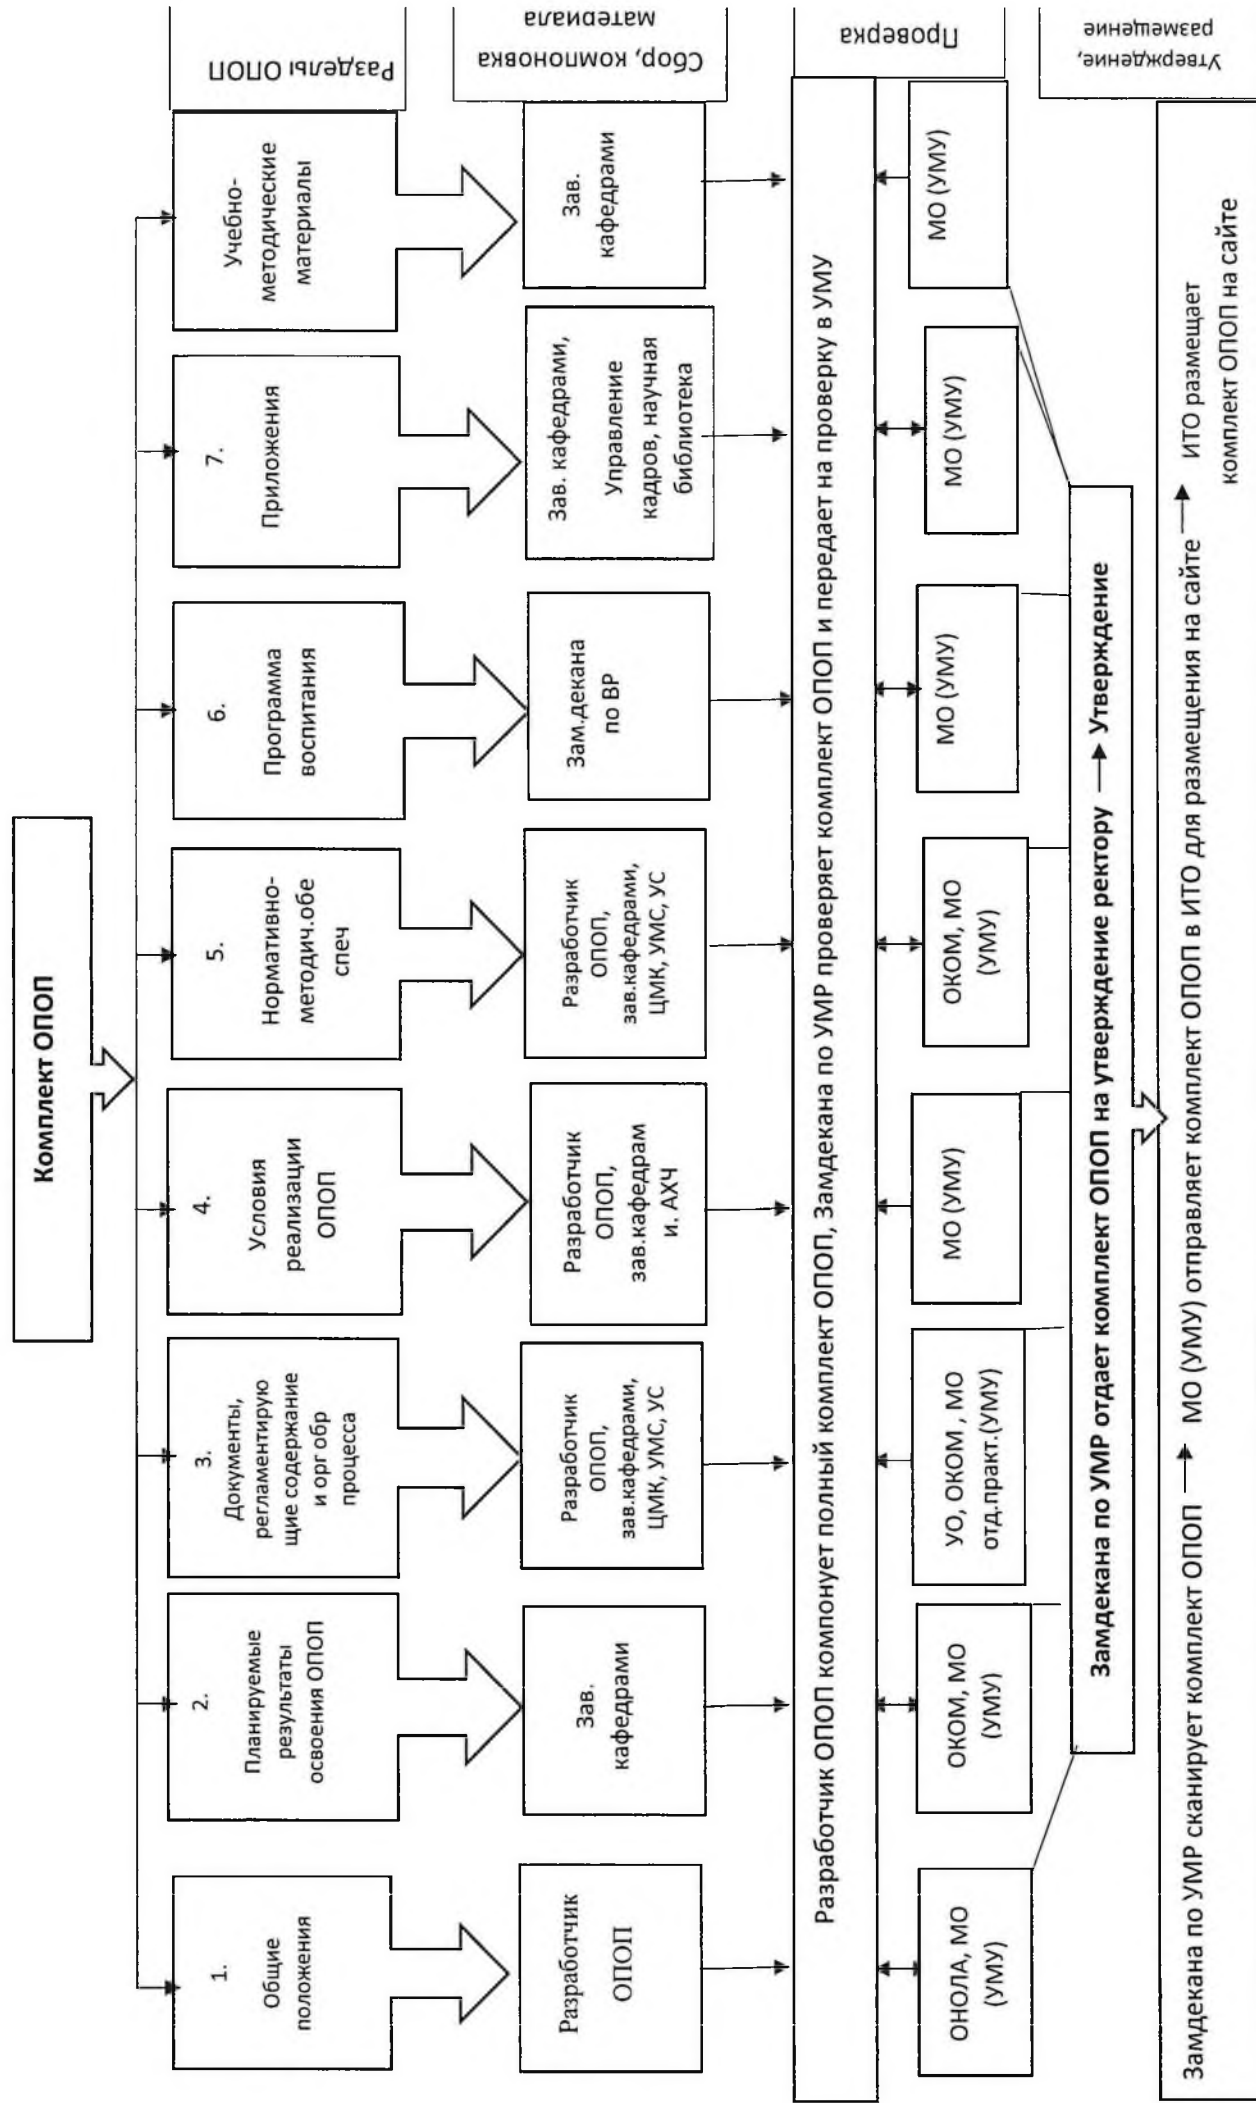 Комплект ОПОП
1.
Общие
положения
2.
Планируемые
результаты
освоения ОПОП
3.
Документы,
регламентирую
щие содержание
и орг обр
процесса
4.
Условия
реализации
ОПОП
5.
Нормативно-
методич.обе
спеч
6.
Программа
воспитания
7.
Приложения
Учебно-
методические
материалы
Разделы ОПОП
Разработчик
ОПОП
Зав.
кафедрами
Разработчик
ОПОП,
зав.кафедрами,
ЦМК, УМС, УС
Разработчик
ОПОП,
зав.кафедрам
и. АХЧ
Разработчик
ОПОП,
зав.кафедрами,
ЦМК, УМС, УС
Зам.декана
по ВР
Зав. кафедрами,
Управление
кадров, научная
библиотека
Зав.
кафедрами
Сбор, компоновка
материала
Разработчик ОПОП компонует полный комплект ОПОП, Замдекана по УМР проверяет комплект ОПОП и передает на проверку в УМУ
Проверка
ОНОЛА, МО
(УМУ)
ОКОМ, МО
(УМУ)
УО, ОКОМ , МО
отд.практ.(УМУ)
МО (УМУ)
ОКОМ, МО
(УМУ)
МО (УМУ)
МО (УМУ)
МО (УМУ)
Замдекана по УМР отдает комплект ОПОП на утверждение ректору → Утверждение
Утверждение,
размещение
Замдекана по УМР сканирует комплект ОПОП → МО (УМУ) отправляет комплект ОПОП в ИТО для размещения на сайте → ИТО размещает
комплект ОПОП на сайте